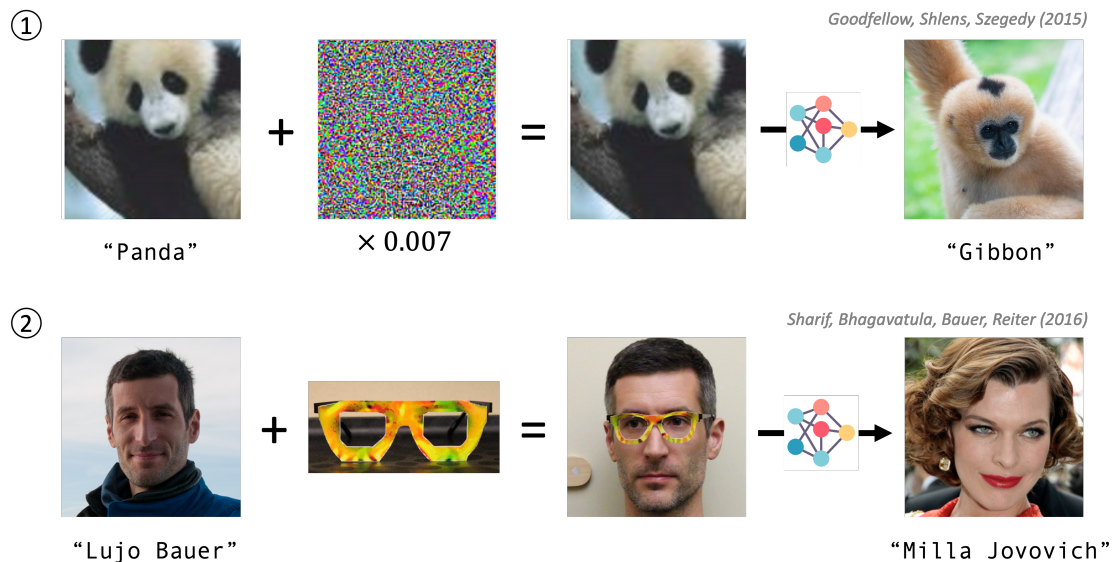 ①
Goodfellow, Shlens, Szegedy (2015)
+
=
× 0.007
“Panda”
“Gibbon”
②
Sharif, Bhagavatula, Bauer, Reiter (2016)
+
=
“Lujo Bauer”
“Milla Jovovich”